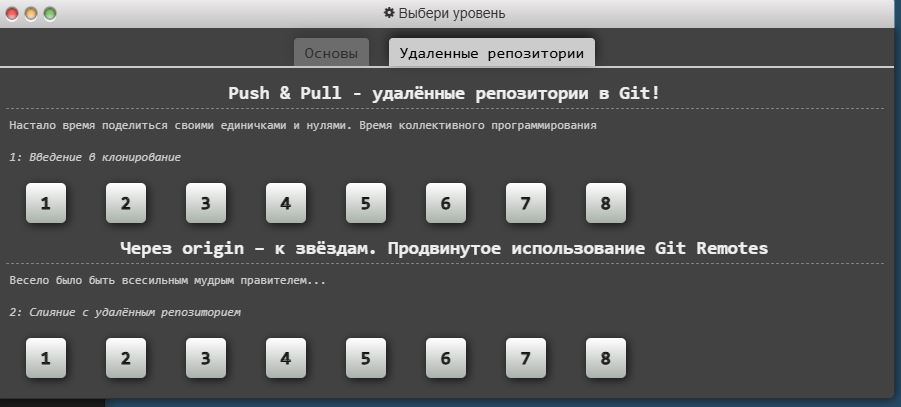 Выбери уровень
Основы Удаленные репозитории
Push & Pull - удалённые репозитории в Git!
Настало время поделиться своими единичками и нулями. Время коллективного программирования
1: Введение в клонирование
1 2 3 4 5 6 7 8
Через origin – к звёздам. Продвинутое использование Git Remotes
Весело было быть всесильным мудрым правителем...
2: Слияние с удалённым репозиторием
1 2 3 4 5 6 7 8